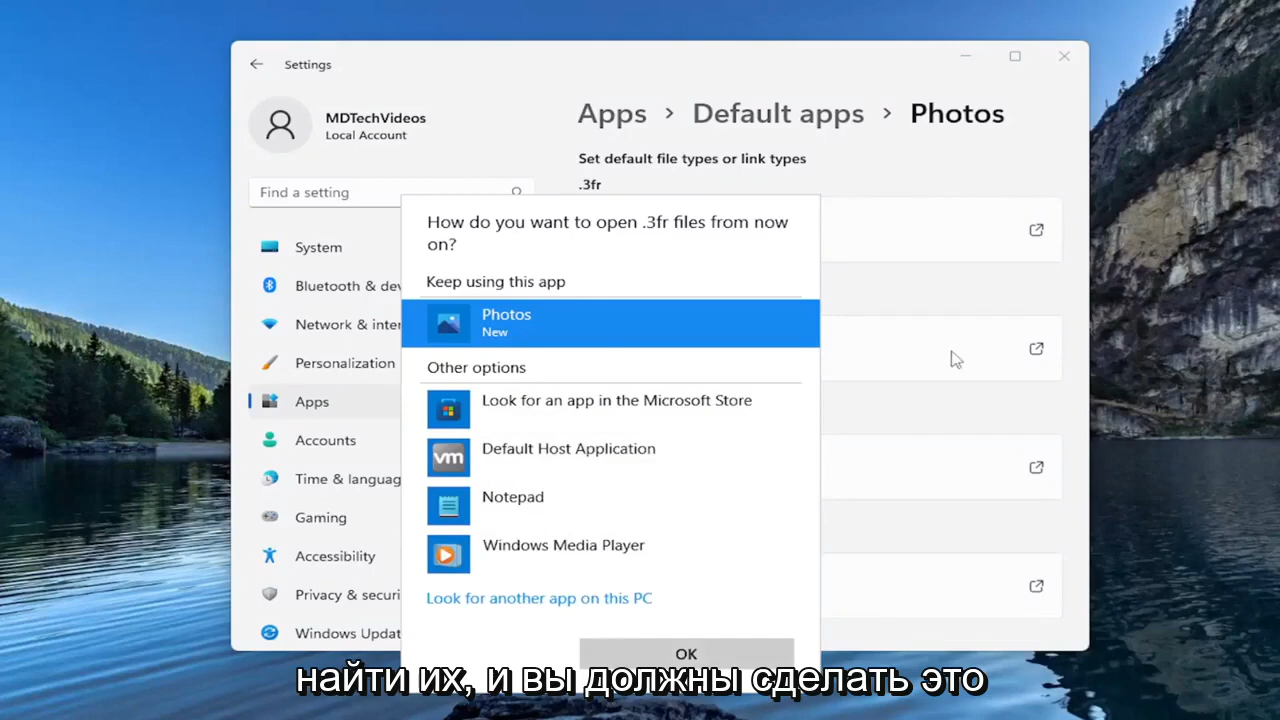 Settings
MDTechVideos
Local Account
Find a setting
System
Bluetooth & dev
Network & inter
Personalization
Apps
Accounts
Time & languag
Gaming
Accessibility
Privacy & securi
Windows Updat
Apps > Default apps > Photos
Set default file types or link types
.3fr
How do you want to open .3fr files from now
on?
Keep using this app
Photos
New
Other options
Look for an app in the Microsoft Store
vm
Default Host Application
Notepad
Windows Media Player
Look for another app on this PC
OK
найти их, и вы должны сделать это